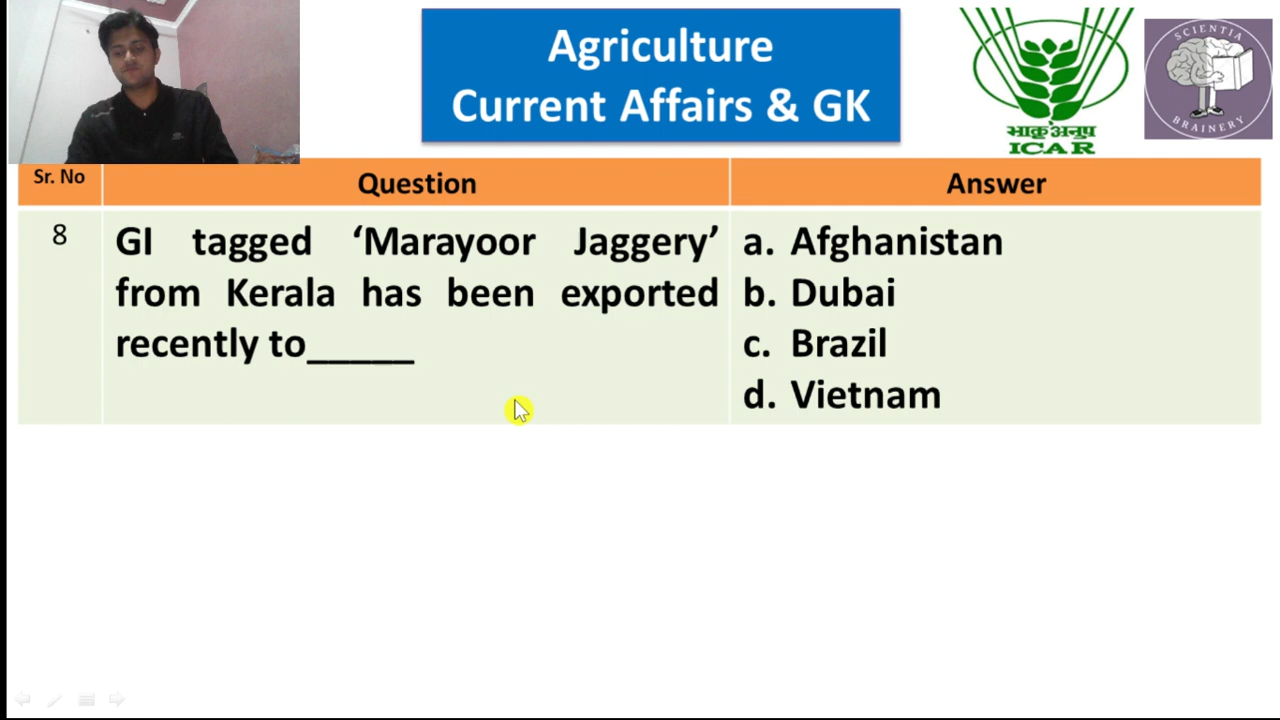 Agriculture
Current Affairs & GK
भाकृअनुप
ICAR
SCIENTIA
BRAINERY
Sr. No Question Answer
8 GI tagged ‘Marayoor Jaggery’ a. Afghanistan
from Kerala has been exported b. Dubai
recently to_____ c. Brazil
d. Vietnam